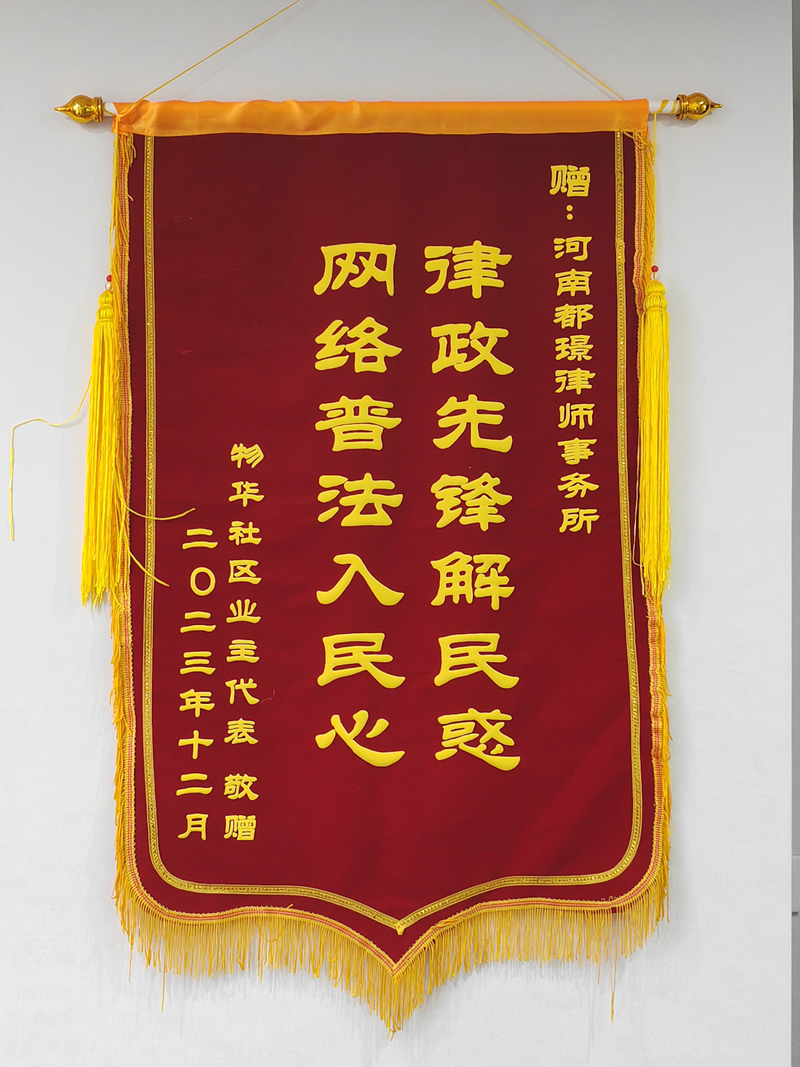 赠：河南都璟律师事务所
律政先锋解民惑
网络普法入民心
物华社区业主代表 敬赠
二〇二三年十二月